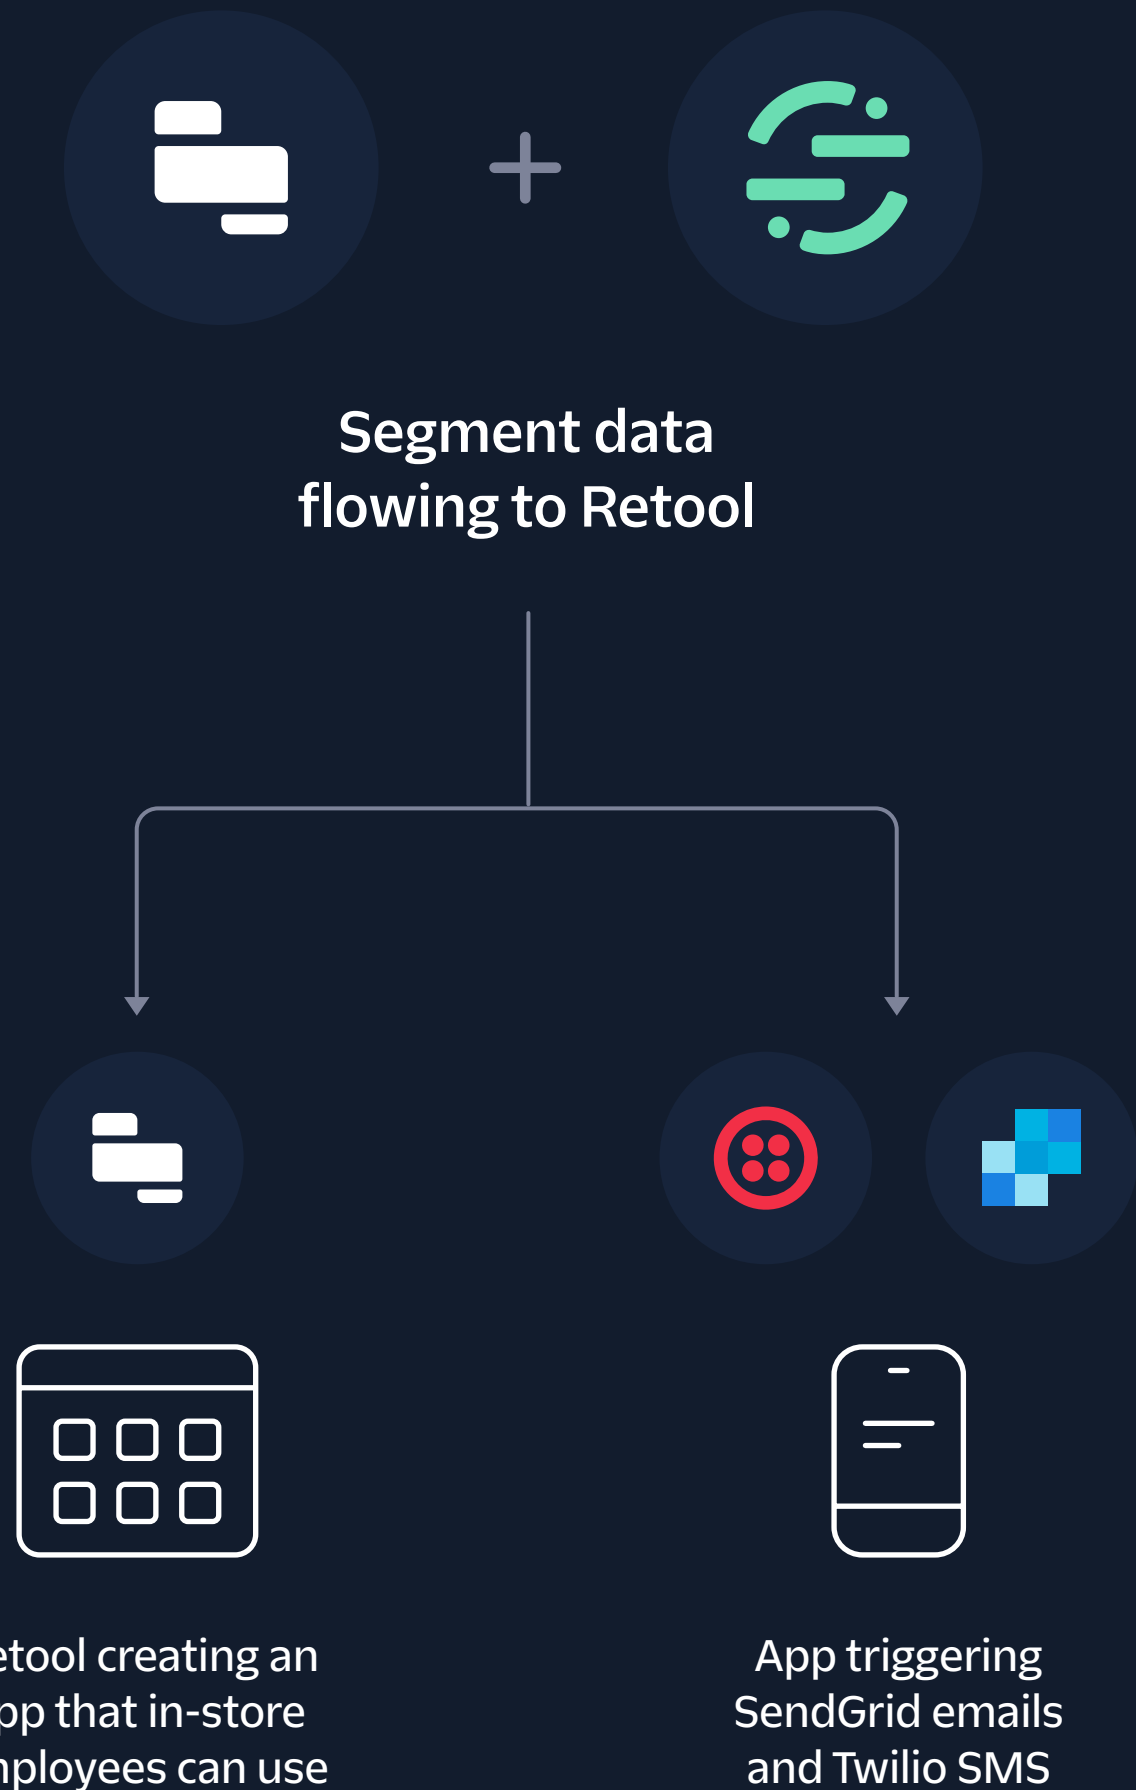 Segment data
flowing to Retool
etool creating an
pp that in-store
nployees can use
App triggering
SendGrid emails
and Twilio SMS